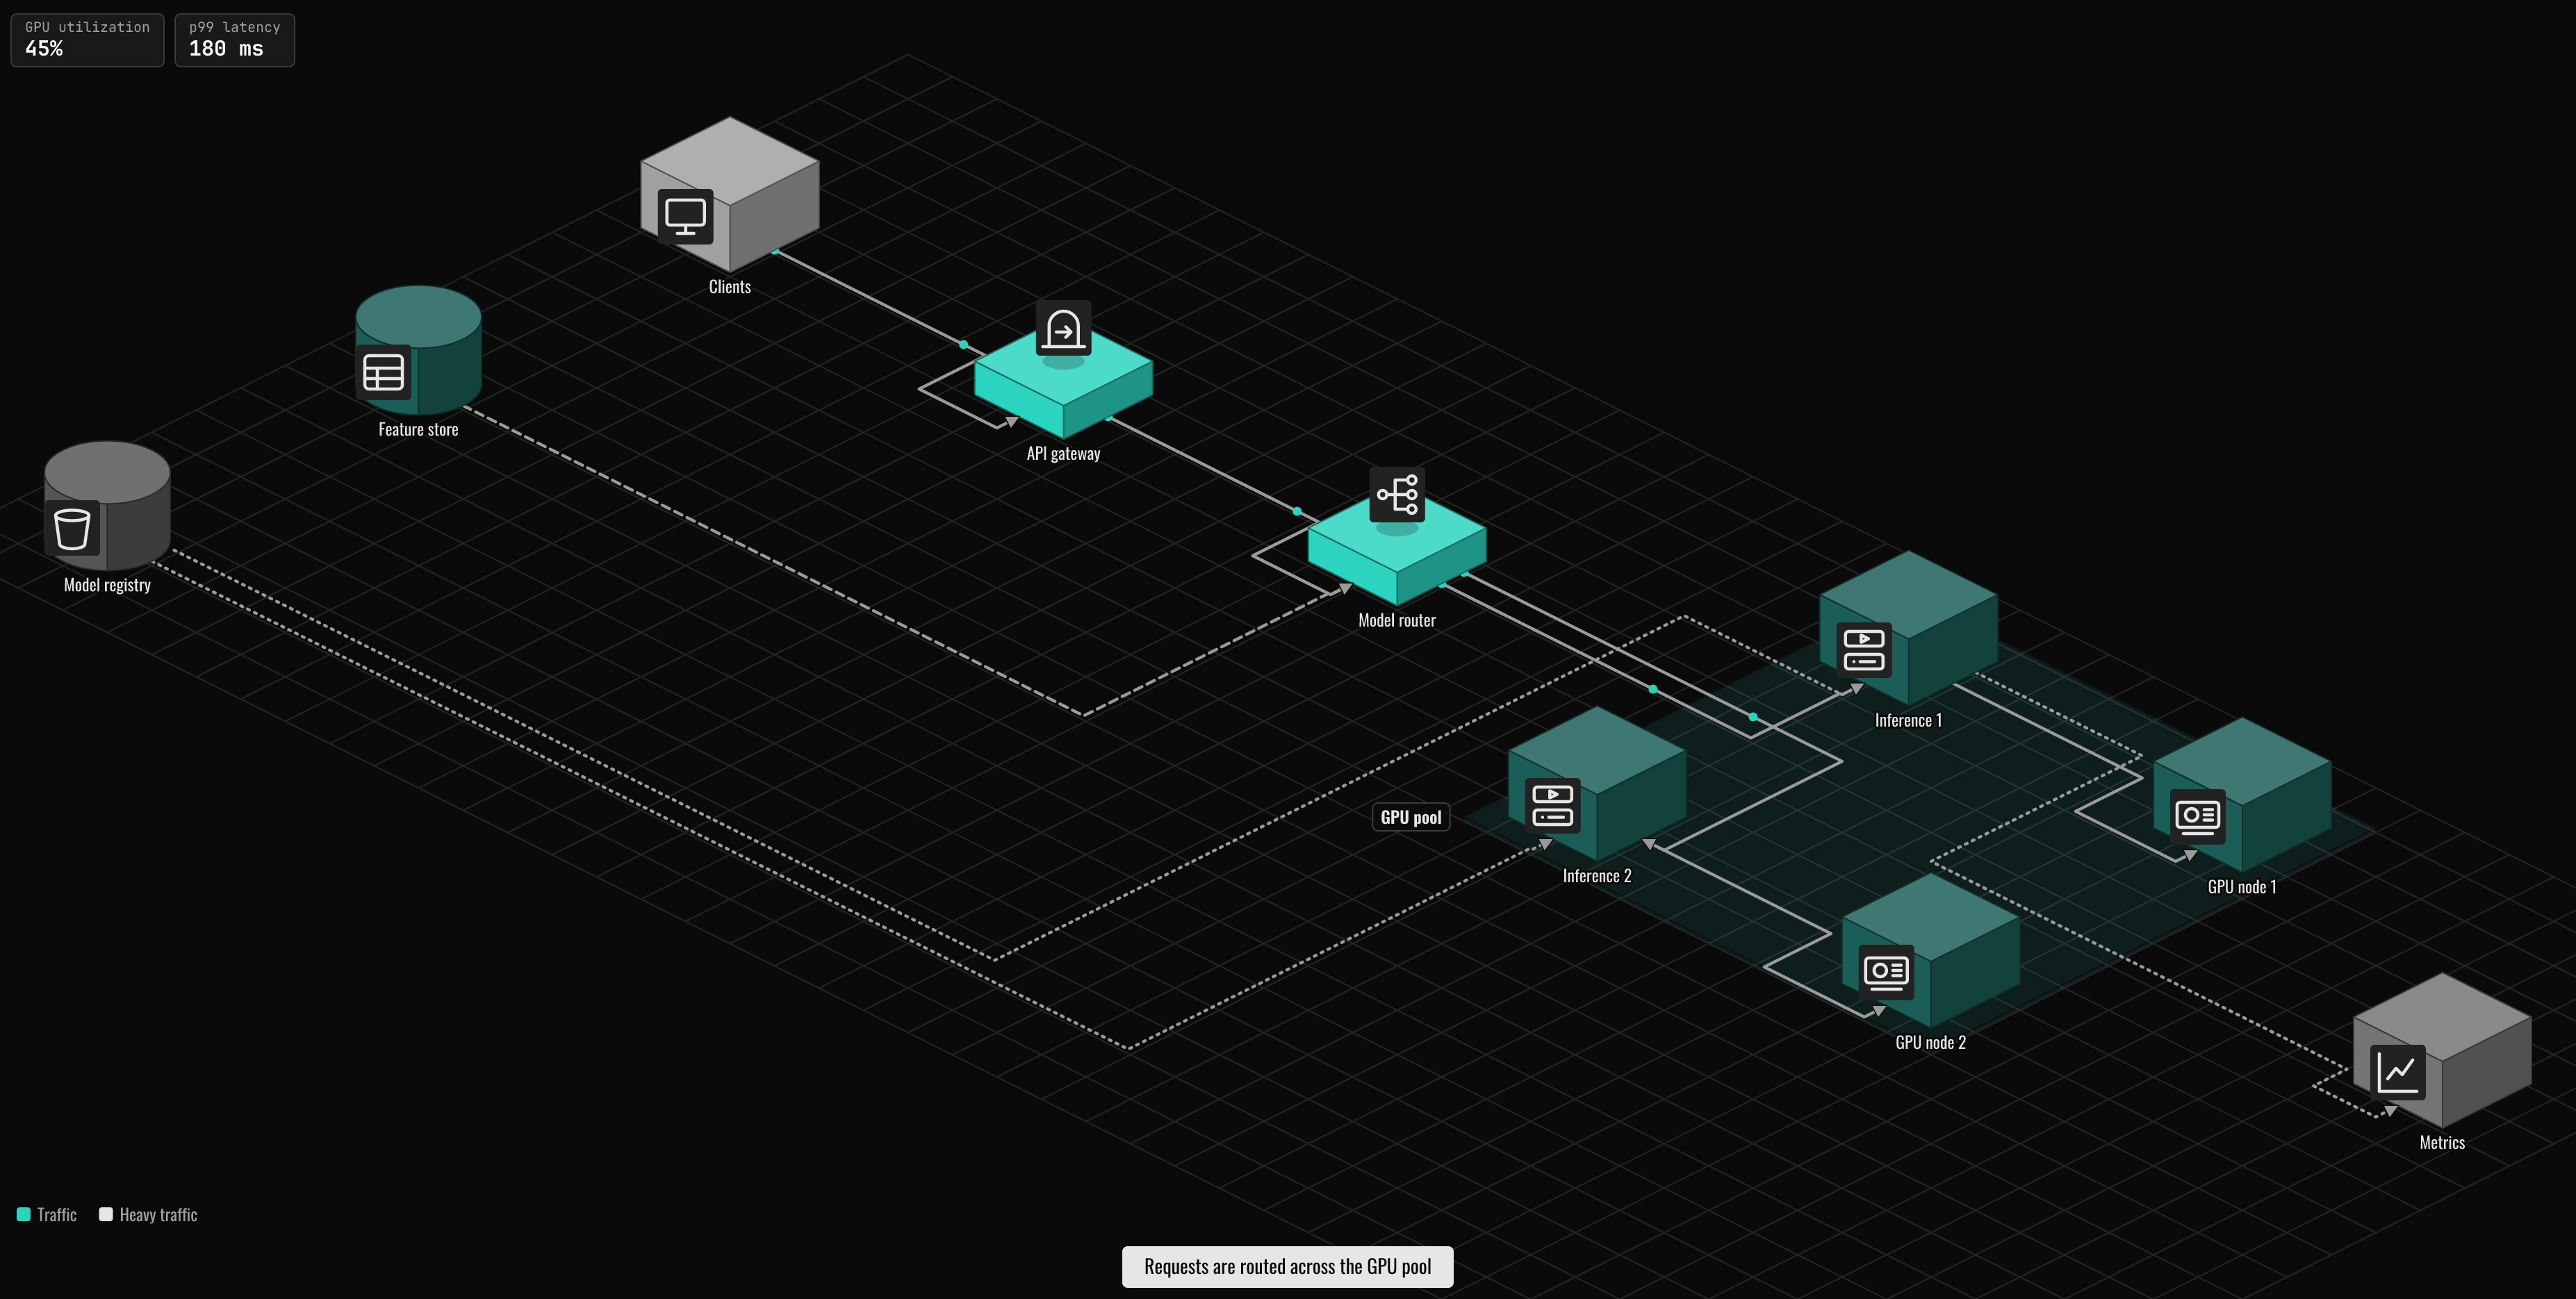 GPU utilization
45%
p99 latency
180 ms
Clients
Feature store
API gateway
Model registry
Model router
Inference 1
GPU pool
Inference 2
GPU node 1
GPU node 2
Metrics
Traffic
Heavy traffic
Requests are routed across the GPU pool